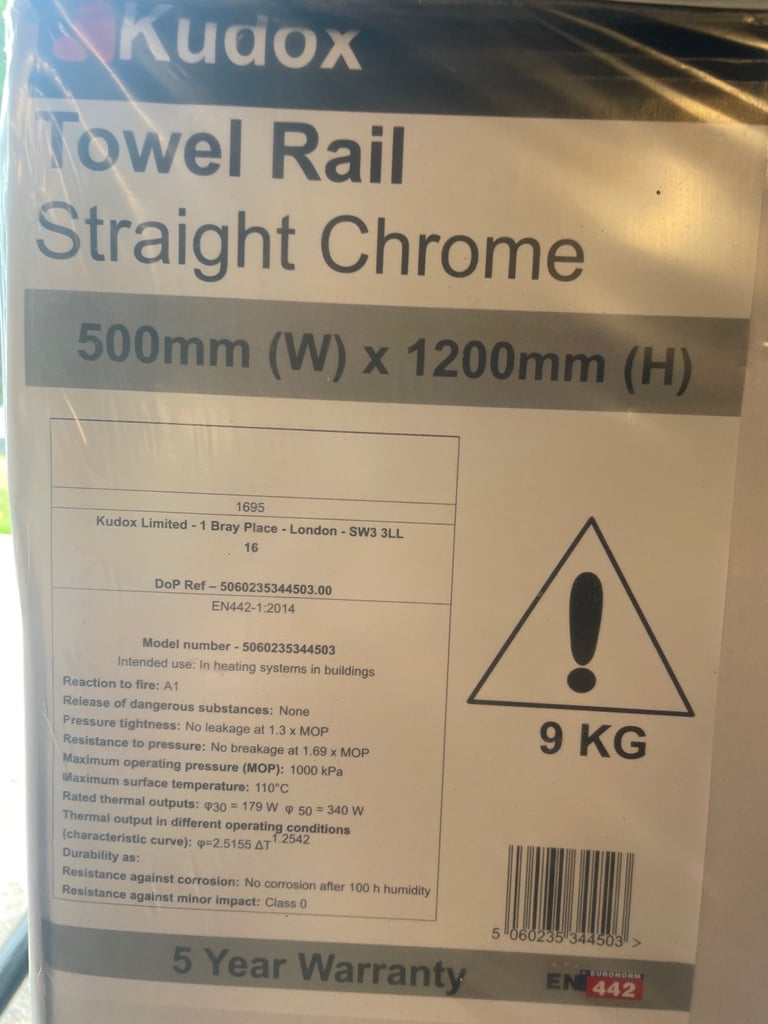 Kudox
Towel Rail
Straight Chrome
500mm (W) x 1200mm (H)
1695
Kudox Limited - 1 Bray Place - London - SW3 3LL
16
DoP Ref – 5060235344503.00
EN442-1:2014
Model number - 5060235344503
Intended use: In heating systems in buildings
Reaction to fire: A1
Release of dangerous substances: None
Pressure tightness: No leakage at 1.3 x MOP
Resistance to pressure: No breakage at 1.69 x MOP
Maximum operating pressure (MOP): 1000 kPa
Maximum surface temperature: 110°C
Rated thermal outputs: φ30 = 179 W φ 50 = 340 W
Thermal output in different operating conditions
(characteristic curve): φ=2.5155 ΔT^1.2542
Durability as:
Resistance against corrosion: No corrosion after 100 h humidity
Resistance against minor impact: Class 0
9 KG
5 060235 344503 >
5 Year Warranty
EN EURONORM 442